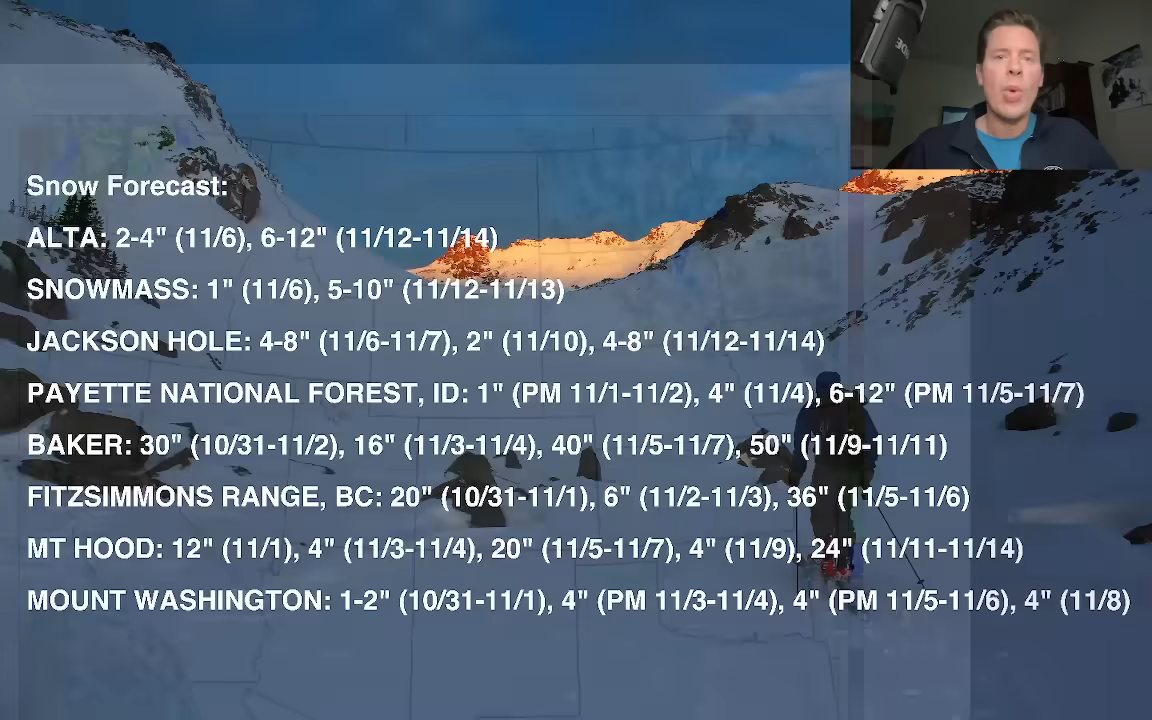 RODE
Snow Forecast:
ALTA: 2-4" (11/6), 6-12" (11/12-11/14)
SNOWMASS: 1" (11/6), 5-10" (11/12-11/13)
JACKSON HOLE: 4-8" (11/6-11/7), 2" (11/10), 4-8" (11/12-11/14)
PAYETTE NATIONAL FOREST, ID: 1" (PM 11/1-11/2), 4" (11/4), 6-12" (PM 11/5-11/7)
BAKER: 30" (10/31-11/2), 16" (11/3-11/4), 40" (11/5-11/7), 50" (11/9-11/11)
FITZSIMMONS RANGE, BC: 20" (10/31-11/1), 6" (11/2-11/3), 36" (11/5-11/6)
MT HOOD: 12" (11/1), 4" (11/3-11/4), 20" (11/5-11/7), 4" (11/9), 24" (11/11-11/14)
MOUNT WASHINGTON: 1-2" (10/31-11/1), 4" (PM 11/3-11/4), 4" (PM 11/5-11/6), 4" (11/8)